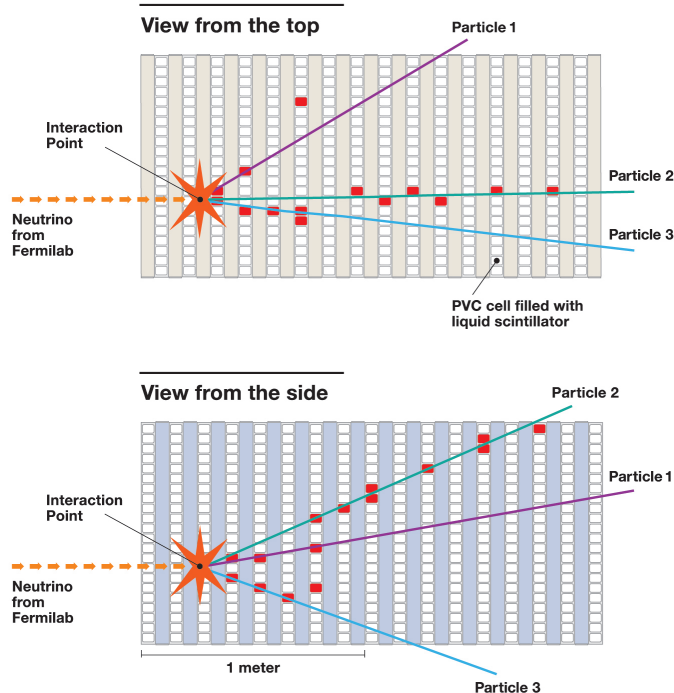 View from the top
Particle 1
Interaction
Point
Particle 2
Neutrino
from
Fermilab
Particle 3
PVC cell filled with
liquid scintillator
View from the side
Particle 2
Particle 1
Interaction
Point
Neutrino
from
Fermilab
1 meter
Particle 3